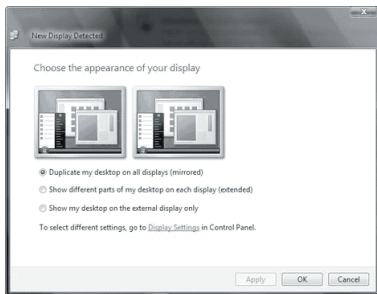 New Display Detected
Choose the appearance of your display
Duplicate my desktop on all displays (mirrored)
Show different parts of my desktop on each display (extended)
Show my desktop on the external display only
To select different settings, go to Display Settings in Control Panel.
Apply OK Cancel